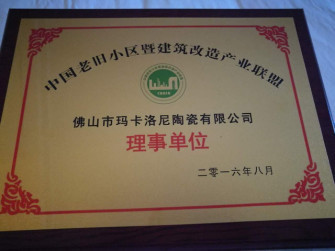 中国老旧小区暨建筑改造产业联盟
佛山市玛卡洛尼陶瓷有限公司
理事单位
二零一六年八月